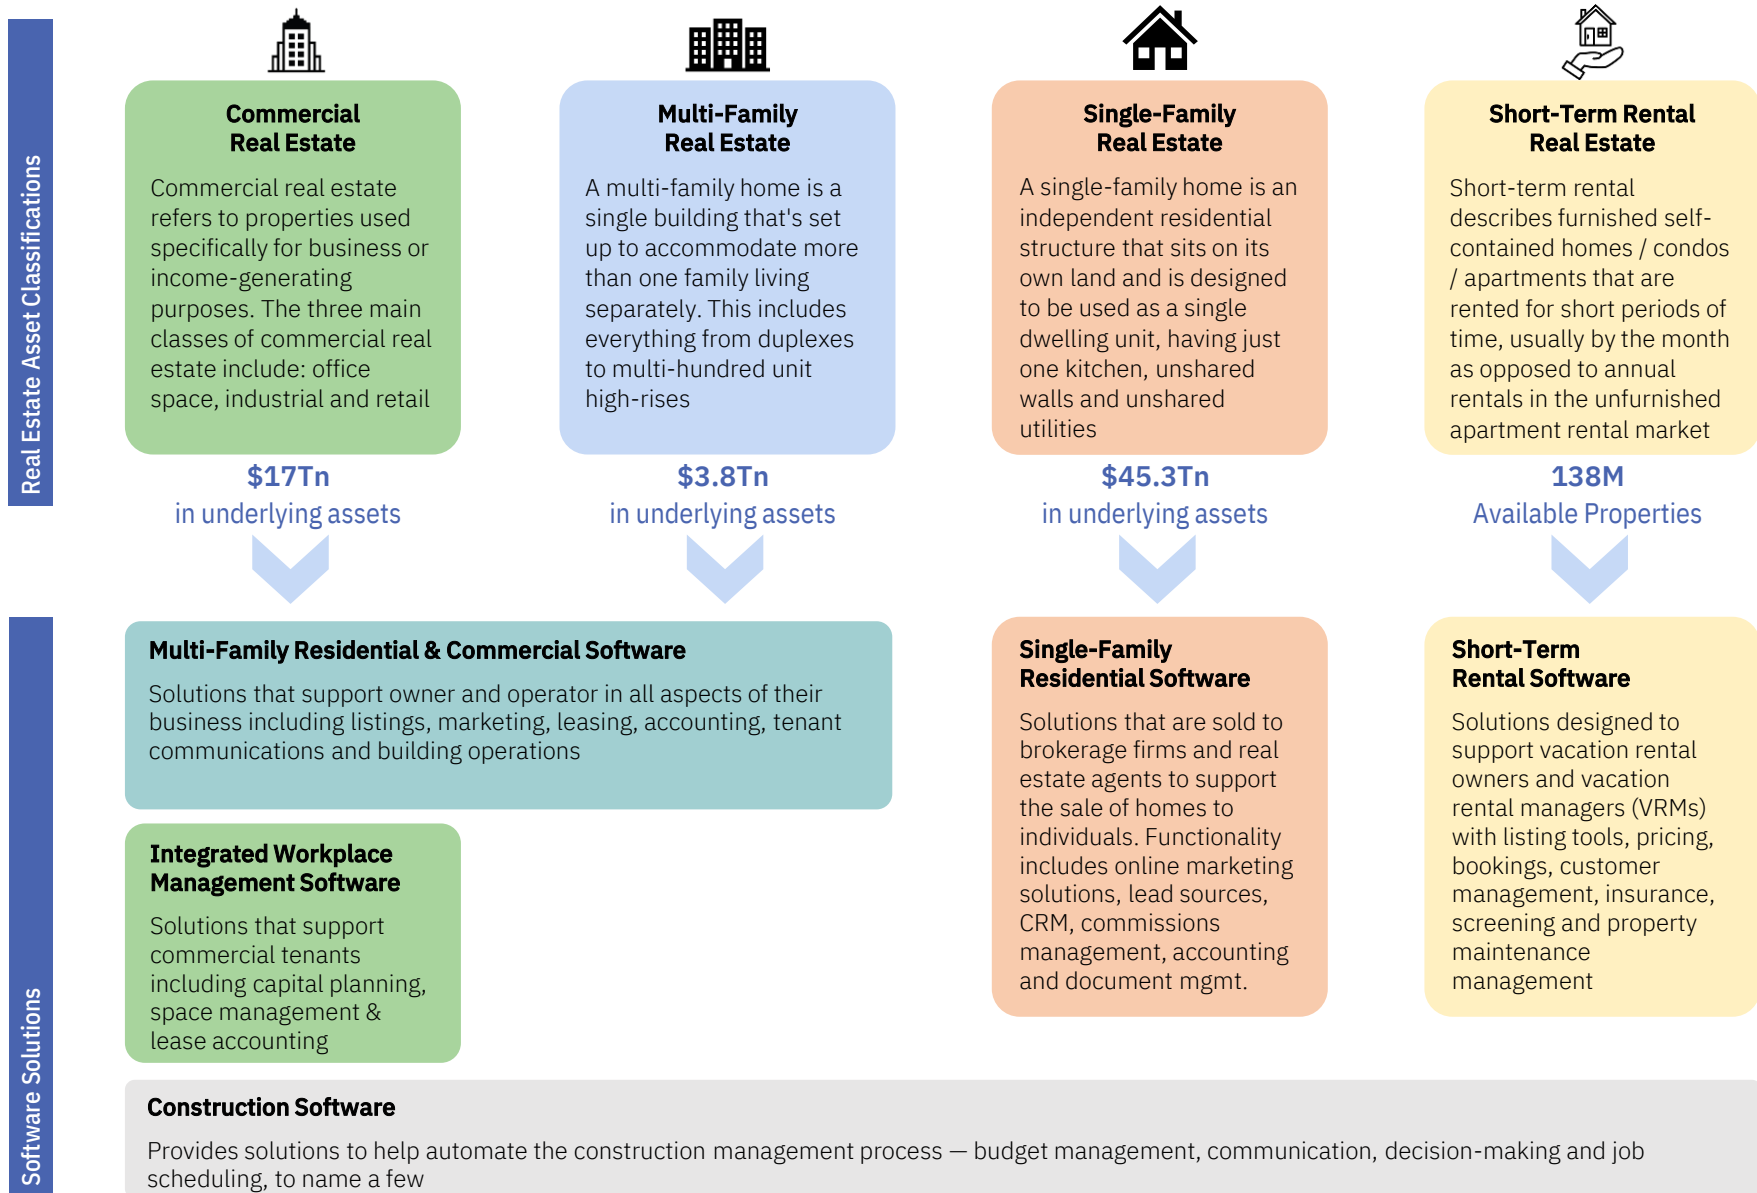 Real Estate Asset Classifications
Commercial
Real Estate
Commercial real estate
refers to properties used
specifically for business or
income-generating
purposes. The three main
classes of commercial real
estate include: office
space, industrial and retail
$17Tn
in underlying assets
Multi-Family
Real Estate
A multi-family home is a
single building that's set
up to accommodate more
than one family living
separately. This includes
everything from duplexes
to multi-hundred unit
high-rises
$3.8Tn
in underlying assets
Single-Family
Real Estate
A single-family home is an
independent residential
structure that sits on its
own land and is designed
to be used as a single
dwelling unit, having just
one kitchen, unshared
walls and unshared
utilities
$45.3Tn
in underlying assets
Short-Term Rental
Real Estate
Short-term rental
describes furnished self-
contained homes / condos
/ apartments that are
rented for short periods of
time, usually by the month
as opposed to annual
rentals in the unfurnished
apartment rental market
138M
Available Properties
Software Solutions
Multi-Family Residential & Commercial Software
Solutions that support owner and operator in all aspects of their
business including listings, marketing, leasing, accounting, tenant
communications and building operations
Integrated Workplace
Management Software
Solutions that support
commercial tenants
including capital planning,
space management &
lease accounting
Single-Family
Residential Software
Solutions that are sold to
brokerage firms and real
estate agents to support
the sale of homes to
individuals. Functionality
includes online marketing
solutions, lead sources,
CRM, commissions
management, accounting
and document mgmt.
Short-Term
Rental Software
Solutions designed to
support vacation rental
owners and vacation
rental managers (VRMs)
with listing tools, pricing,
bookings, customer
management, insurance,
screening and property
maintenance
management
Construction Software
Provides solutions to help automate the construction management process — budget management, communication, decision-making and job
scheduling, to name a few